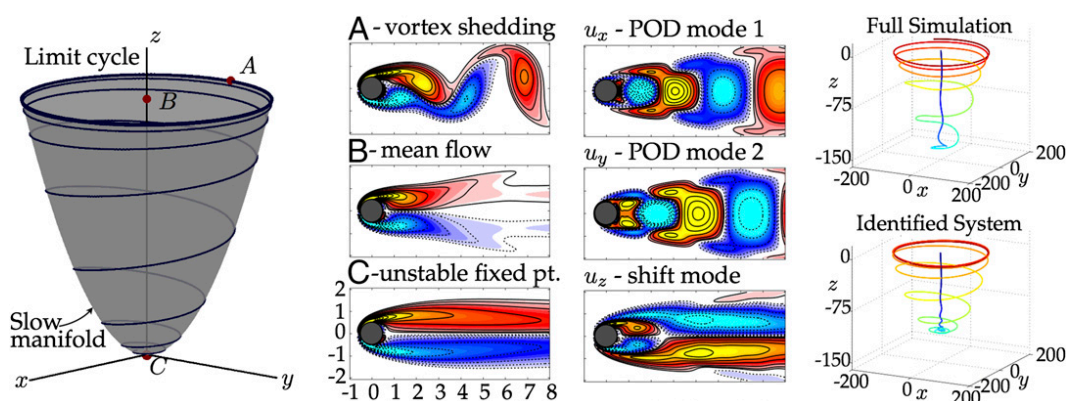 Limit cycle
z
A
B
Slow
manifold
C
x
y
A - vortex shedding
B - mean flow
C - unstable fixed pt.
2
1
0
-1
-2
-1 0 1 2 3 4 5 6 7 8
u_x - POD mode 1
u_y - POD mode 2
u_z - shift mode
Full Simulation
0
z
-75
-150
-200
0
x
200
-200
0
y
200
Identified System
0
z
-75
-150
-200
0
x
200
-200
0
y
200